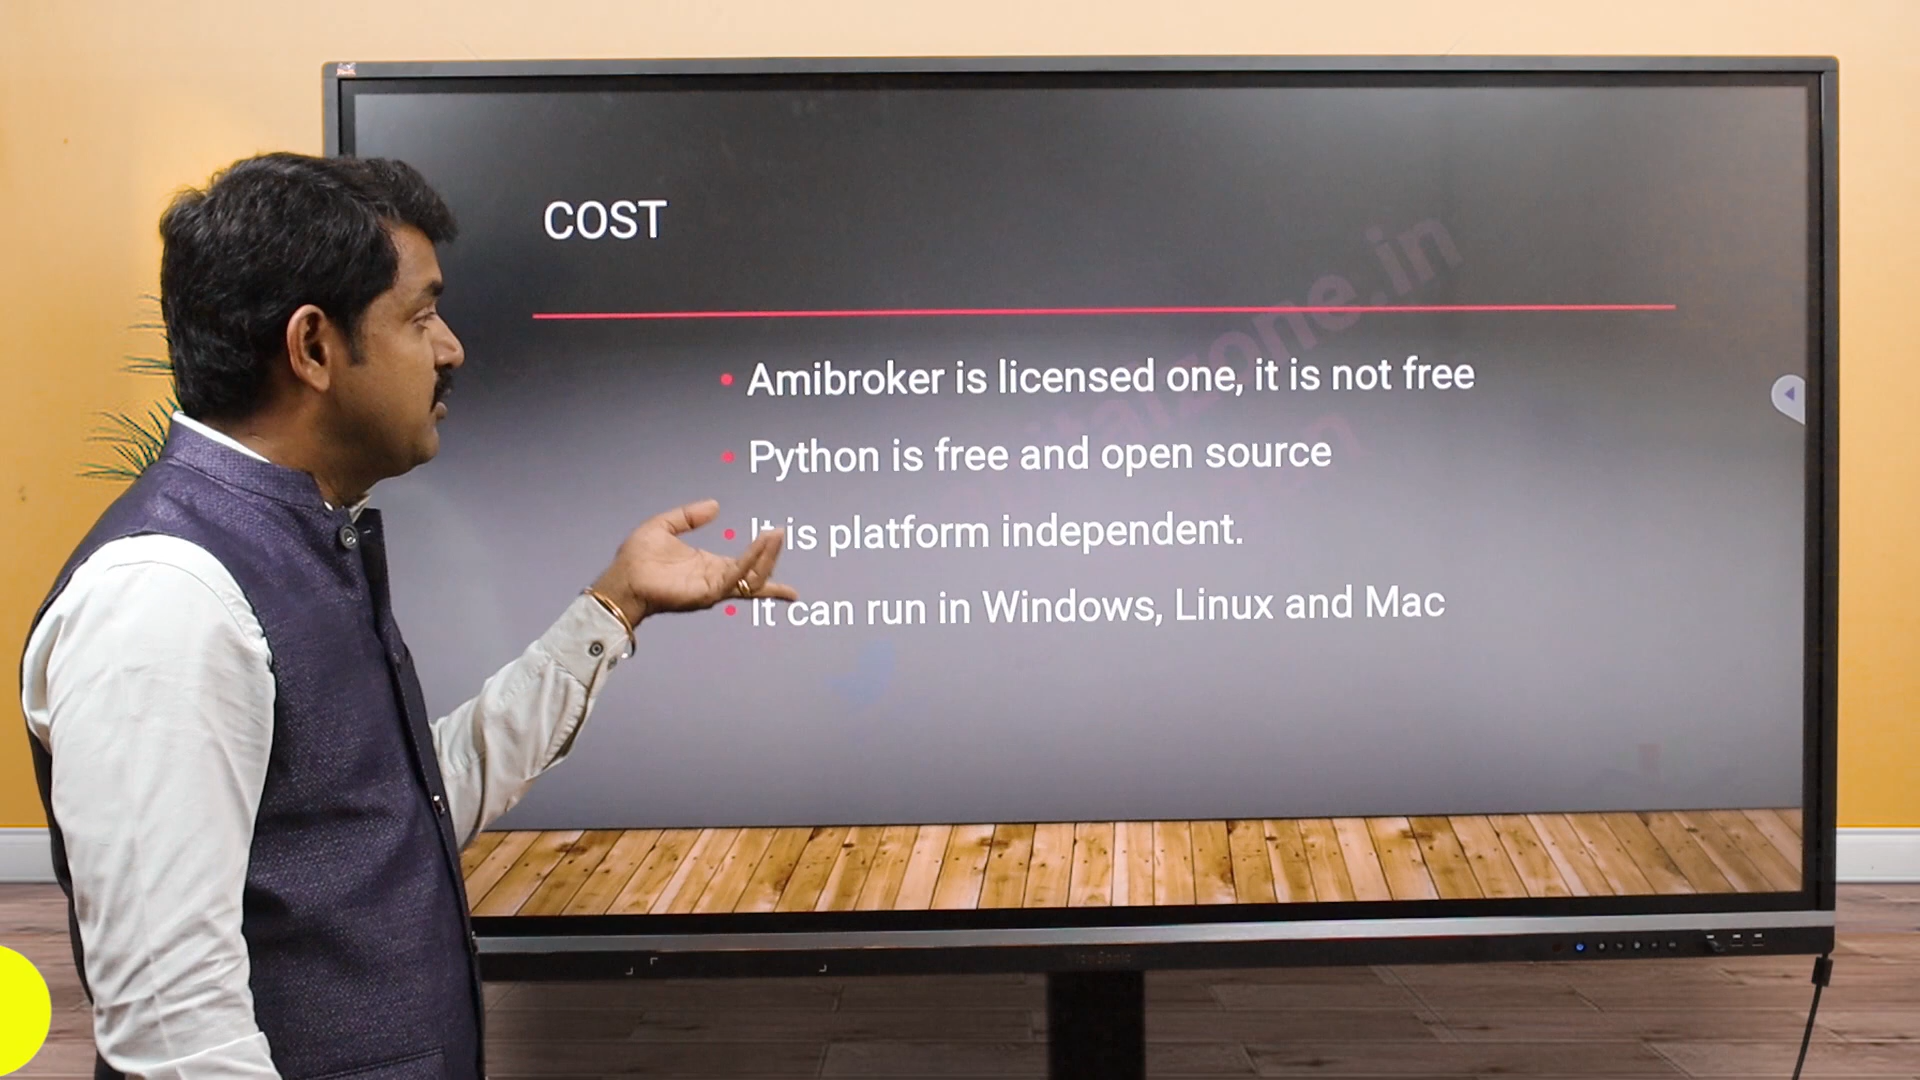 COST
Amibroker is licensed one, it is not free
Python is free and open source
It is platform independent.
It can run in Windows, Linux and Mac